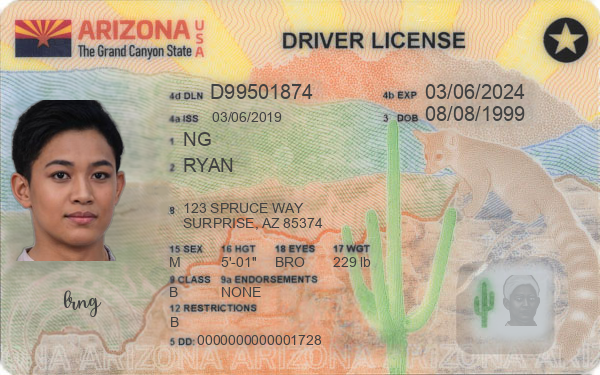 ARIZONA USA
The Grand Canyon State
DRIVER LICENSE
4d DLN D99501874 4b EXP 03/06/2024
4a ISS 03/06/2019 3 DOB 08/08/1999
1 NG
2 RYAN
8 123 SPRUCE WAY
SURPRISE, AZ 85374
15 SEX 16 HGT 18 EYES 17 WGT
M 5'-01" BRO 229 lb
9 CLASS 9a ENDORSEMENTS
B NONE
12 RESTRICTIONS
B
5 DD: 0000000000001728
ARIZONA ARIZONA ARIZONA ARIZONA